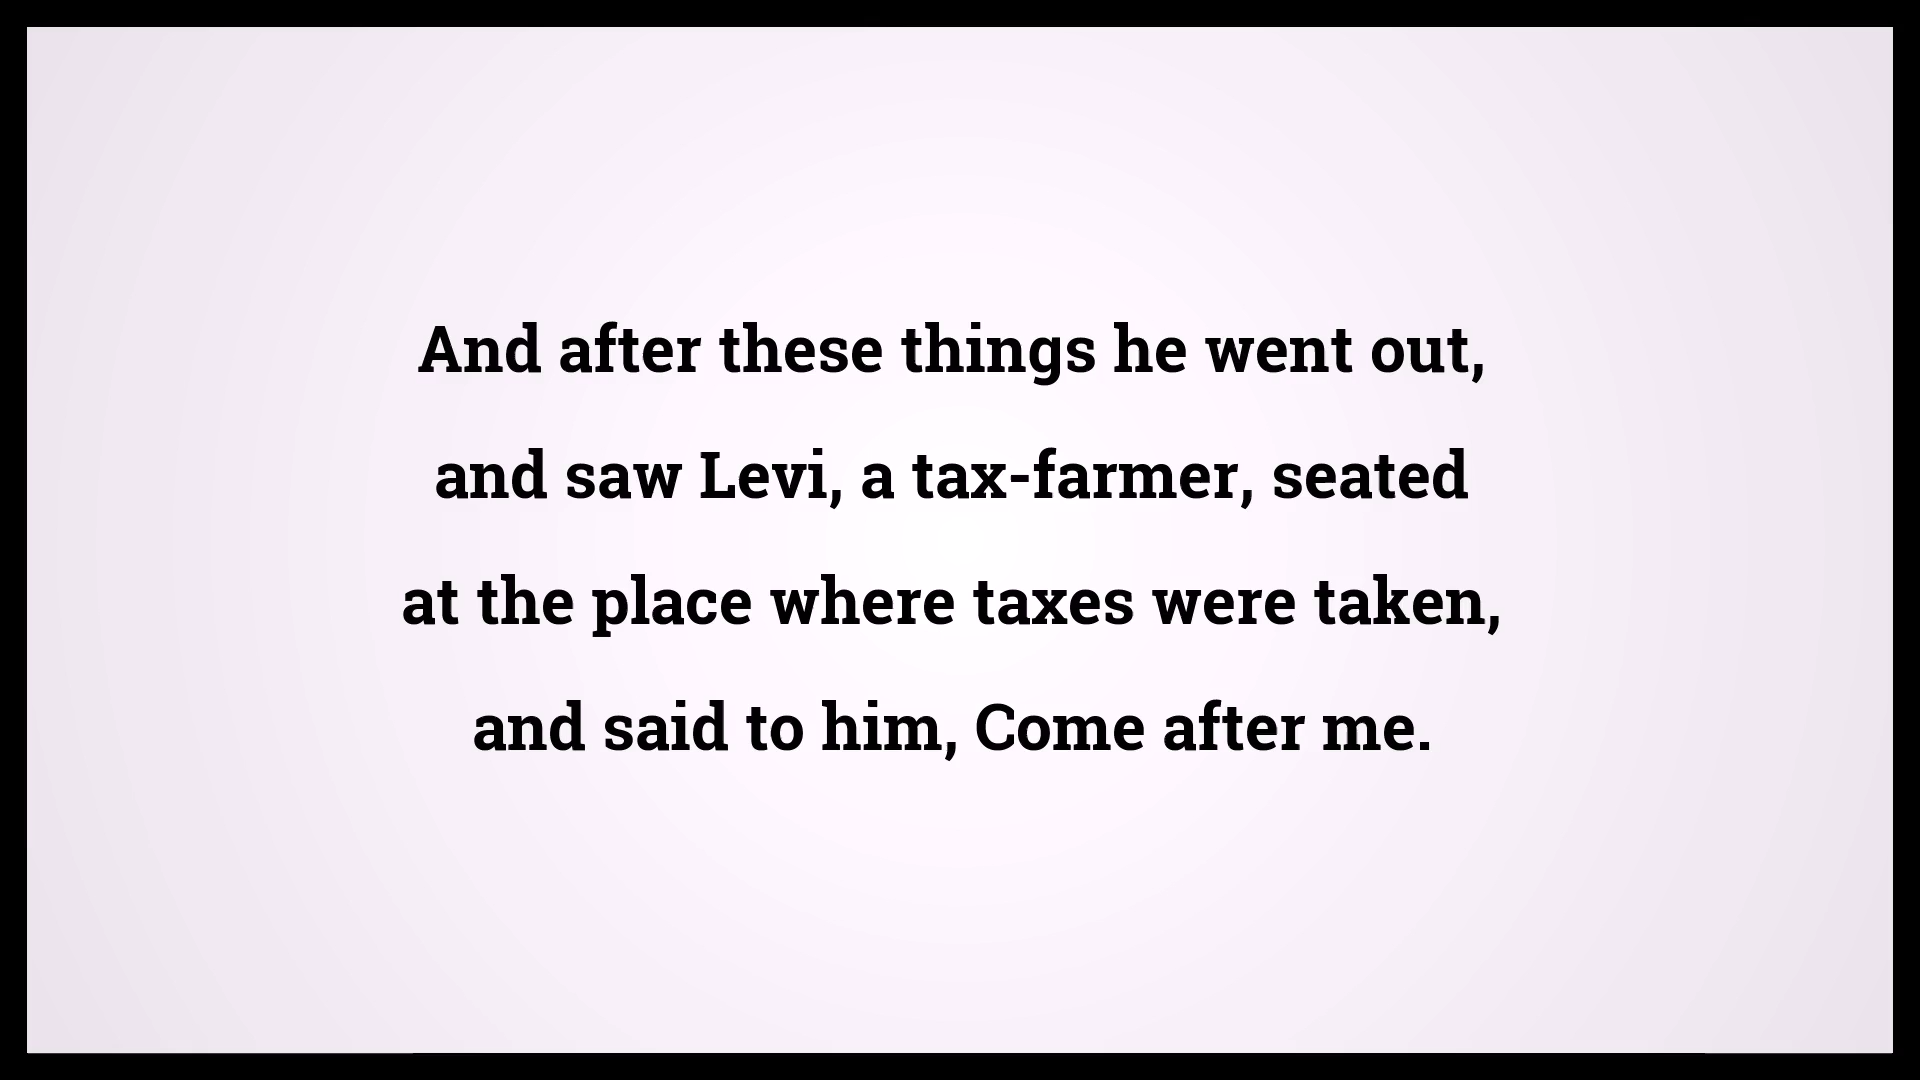 And after these things he went out,
and saw Levi, a tax-farmer, seated
at the place where taxes were taken,
and said to him, Come after me.